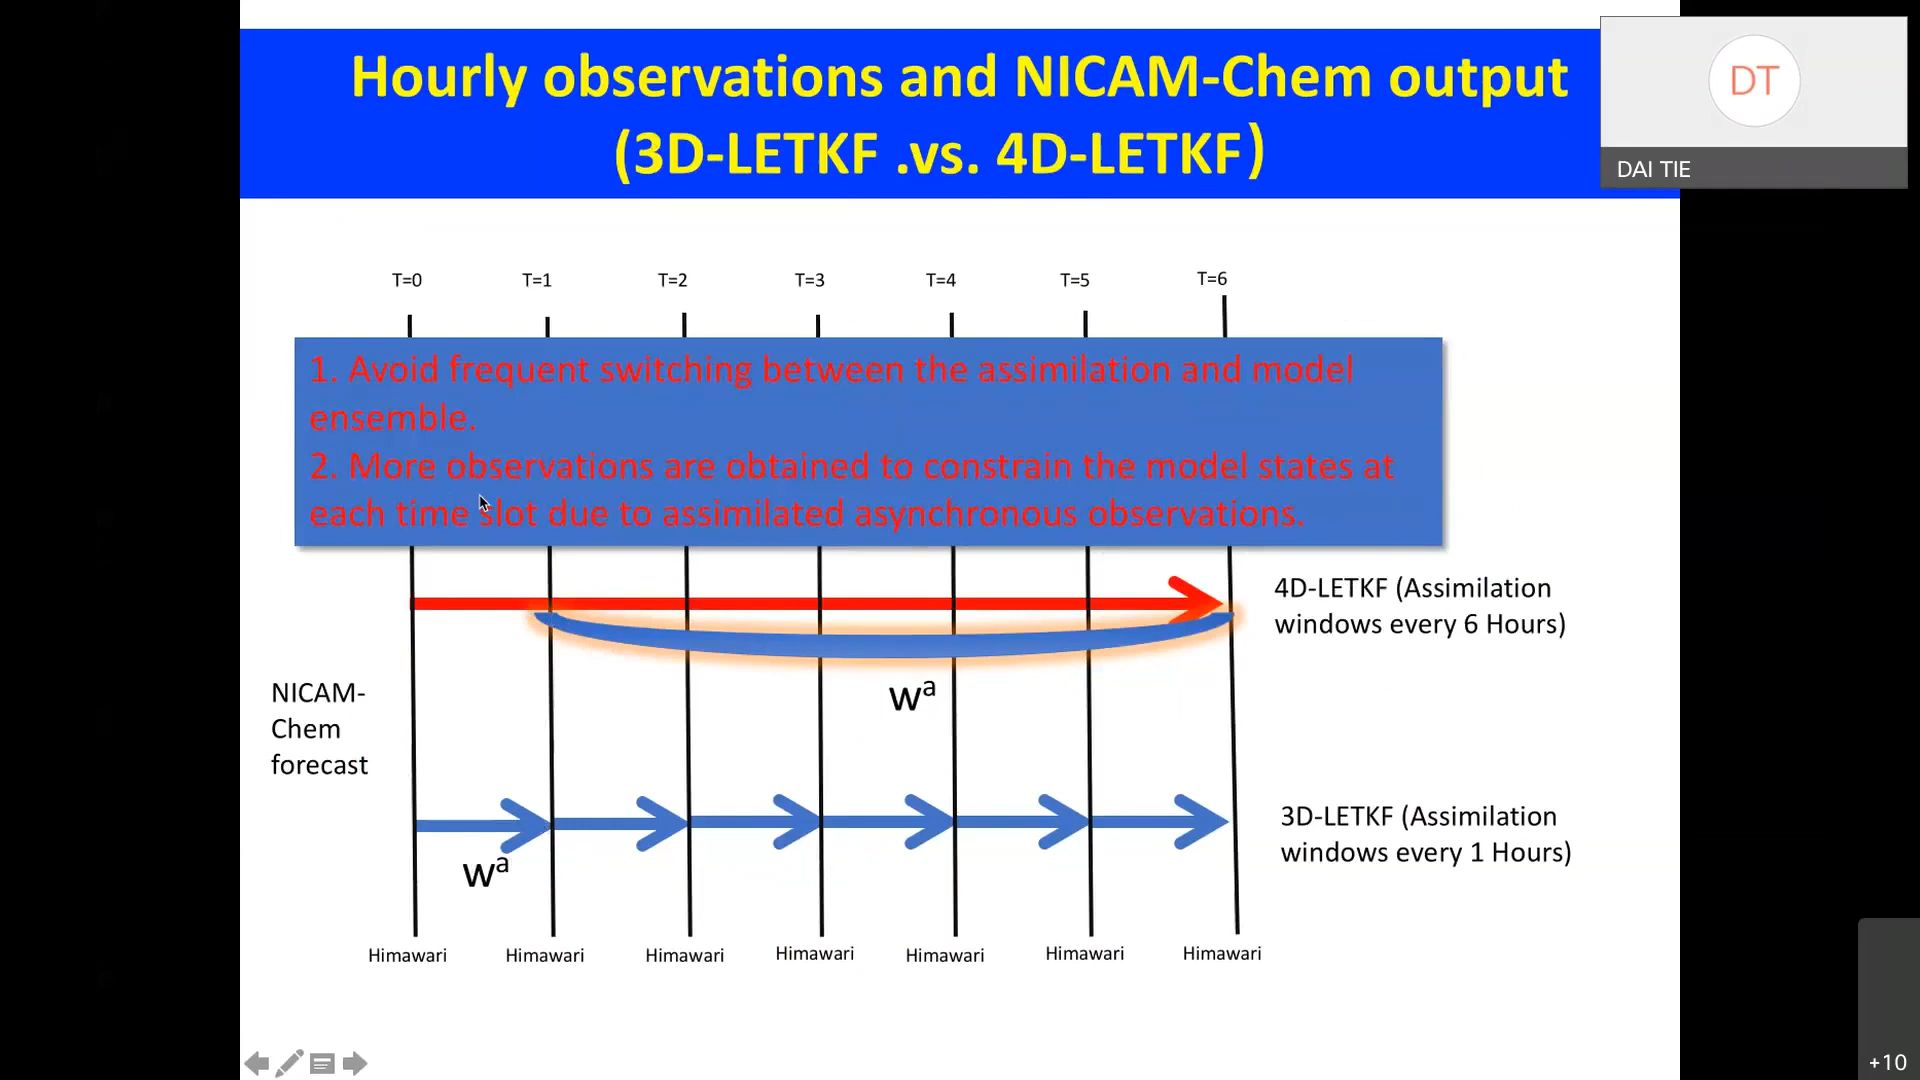 Hourly observations and NICAM-Chem output
(3D-LETKF .vs. 4D-LETKF)
DT
DAI TIE
T=0 T=1 T=2 T=3 T=4 T=5 T=6
1. Avoid frequent switching between the assimilation and model
ensemble.
2. More observations are obtained to constrain the model states at
each time slot due to assimilated asynchronous observations.
4D-LETKF (Assimilation
windows every 6 Hours)
wᵃ
NICAM-
Chem
forecast
3D-LETKF (Assimilation
windows every 1 Hours)
wᵃ
Himawari Himawari Himawari Himawari Himawari Himawari Himawari
+10